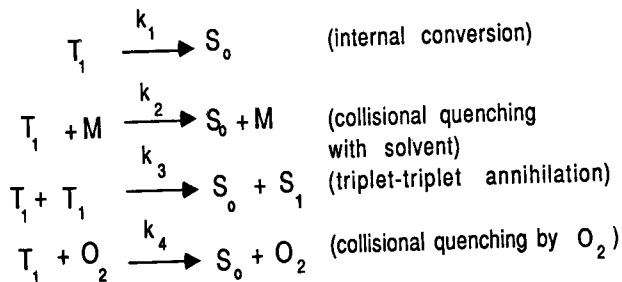 T₁ —k₁→ S₀ (internal conversion)
T₁ + M —k₂→ S₀ + M (collisional quenching
with solvent)
T₁ + T₁ —k₃→ S₀ + S₁ (triplet-triplet annihilation)
T₁ + O₂ —k₄→ S₀ + O₂ (collisional quenching by O₂)